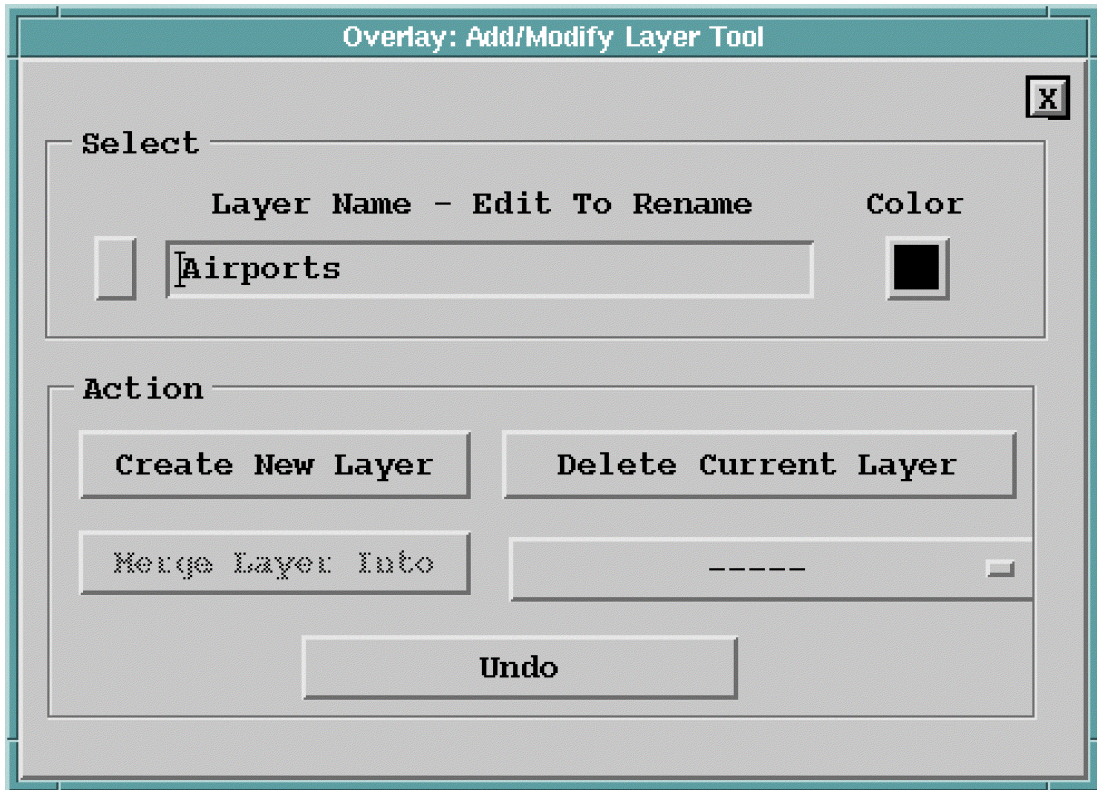 Overlay: Add/Modify Layer Tool
X
Select
Layer Name - Edit To Rename Color
Airports
Action
Create New Layer Delete Current Layer
Merge Layer Into -----
Undo